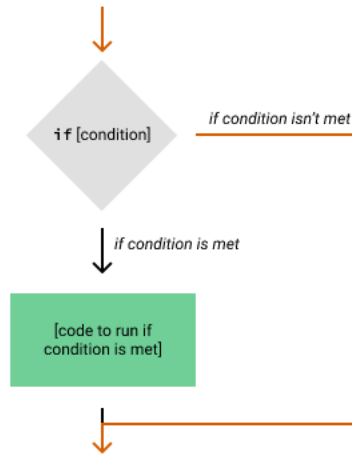 if [condition]
if condition isn't met
if condition is met
[code to run if
condition is met]